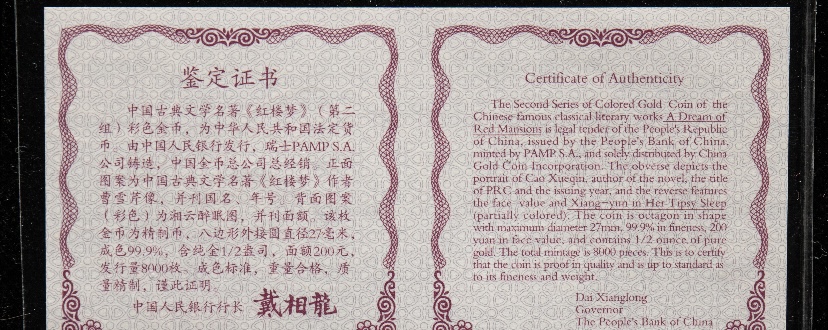 鉴定证书
中国古典文学名著《红楼梦》（第二
组）彩色金币，为中华人民共和国法定货
币。由中国人民银行发行，瑞士PAMP S.A.
公司铸造，中国金币总公司总经销。正面
图案为中国古典文学名著《红楼梦》作者
曹雪芹像，并刊国名、年号。背面图案
（彩色）为湘云醉眠图，并刊面额。该枚
金币为精制币，八边形外接圆直径27毫米，
成色99.9%，含纯金1/2盎司，面额200元，
发行量8000枚。成色标准，重量合格，质
量精制，谨此证明。
中国人民银行行长 戴相龍
Certificate of Authenticity
The Second Series of Colored Gold Coin of the
Chinese famous classical literary works A Dream of
Red Mansions is legal tender of the People's Republic
of China, issued by the People's Bank of China,
minted by PAMP S.A., and solely distributed by China
Gold Coin Incorporation. The obverse depicts the
portrait of Cao Xueqin, author of the novel, the title
of PRC and the issuing year, and the reverse features
the face value and Xiang-yun in Her Tipsy Sleep
(partially colored). The coin is octagon in shape
with maximum diameter 27mm, 99.9% in fineness, 200
yuan in face value, and contains 1/2 ounce of pure
gold. The total mintage is 8000 pieces. This is to certify
that the coin is proof in quality and is up to standard as
to its fineness and weight.
Dai Xianglong
Governor
The People's Bank of China